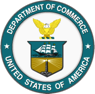 DEPARTMENT OF COMMERCE
UNITED STATES OF AMERICA